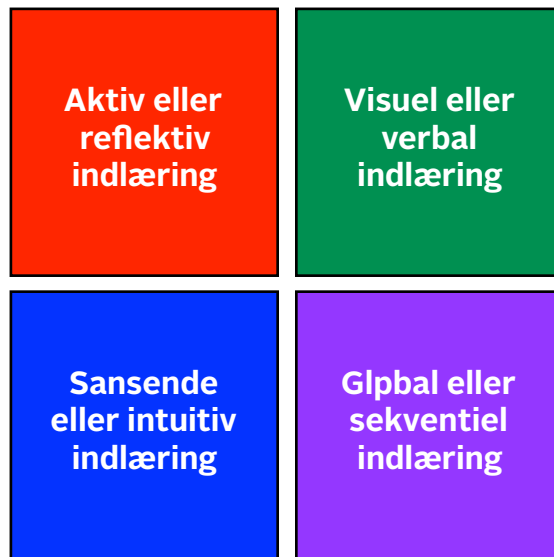 Aktiv eller
reflektiv
indlæring
Visuel eller
verbal
indlæring
Sansende
eller intuitiv
indlæring
Glpbal eller
sekventiel
indlæring